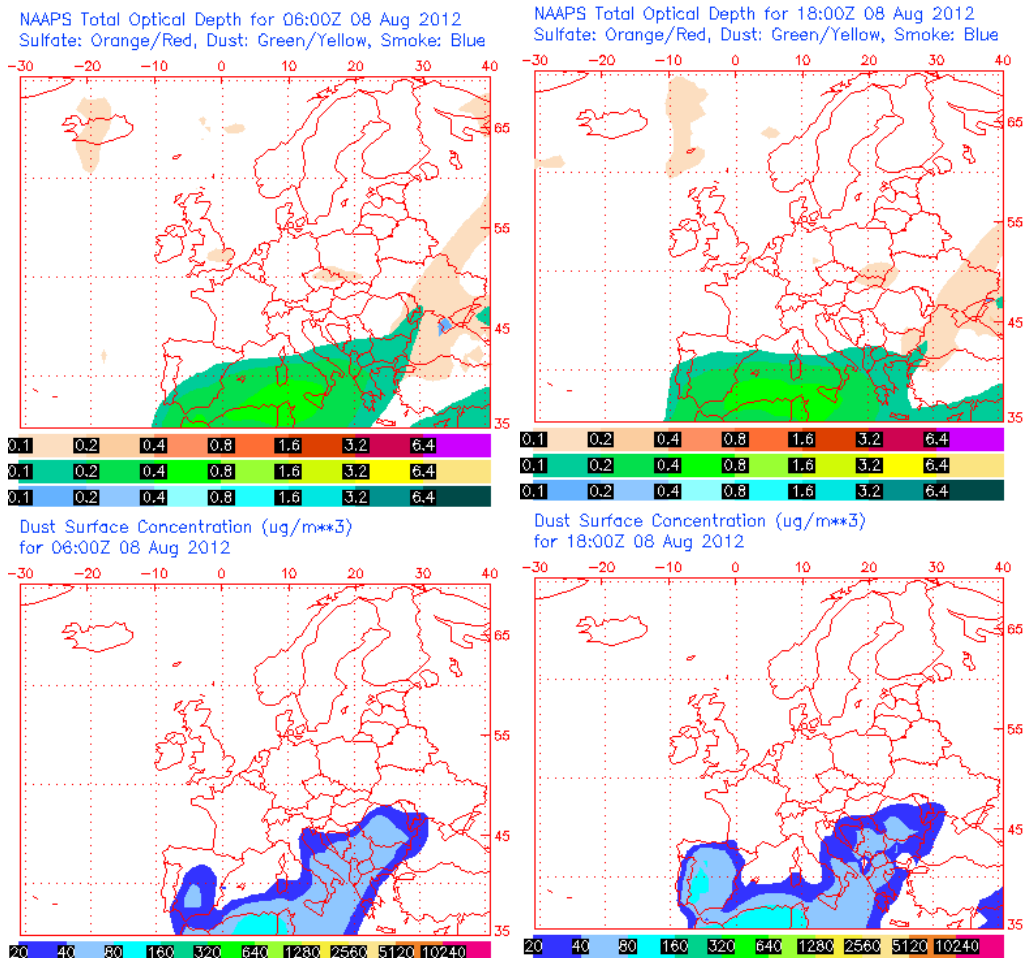 NAAPS Total Optical Depth for 06:00Z 08 Aug 2012
Sulfate: Orange/Red, Dust: Green/Yellow, Smoke: Blue
-30 -20 -10 0 10 20 30 40
65
55
45
35
0.1 0.2 0.4 0.8 1.6 3.2 6.4
0.1 0.2 0.4 0.8 1.6 3.2 6.4
0.1 0.2 0.4 0.8 1.6 3.2 6.4
NAAPS Total Optical Depth for 18:00Z 08 Aug 2012
Sulfate: Orange/Red, Dust: Green/Yellow, Smoke: Blue
-30 -20 -10 0 10 20 30 40
65
55
45
35
0.1 0.2 0.4 0.8 1.6 3.2 6.4
0.1 0.2 0.4 0.8 1.6 3.2 6.4
0.1 0.2 0.4 0.8 1.6 3.2 6.4
Dust Surface Concentration (ug/m**3)
for 06:00Z 08 Aug 2012
-30 -20 -10 0 10 20 30 40
65
55
45
35
20 40 80 160 320 640 1280 2560 5120 10240
Dust Surface Concentration (ug/m**3)
for 18:00Z 08 Aug 2012
-30 -20 -10 0 10 20 30 40
65
55
45
35
20 40 80 160 320 640 1280 2560 5120 10240